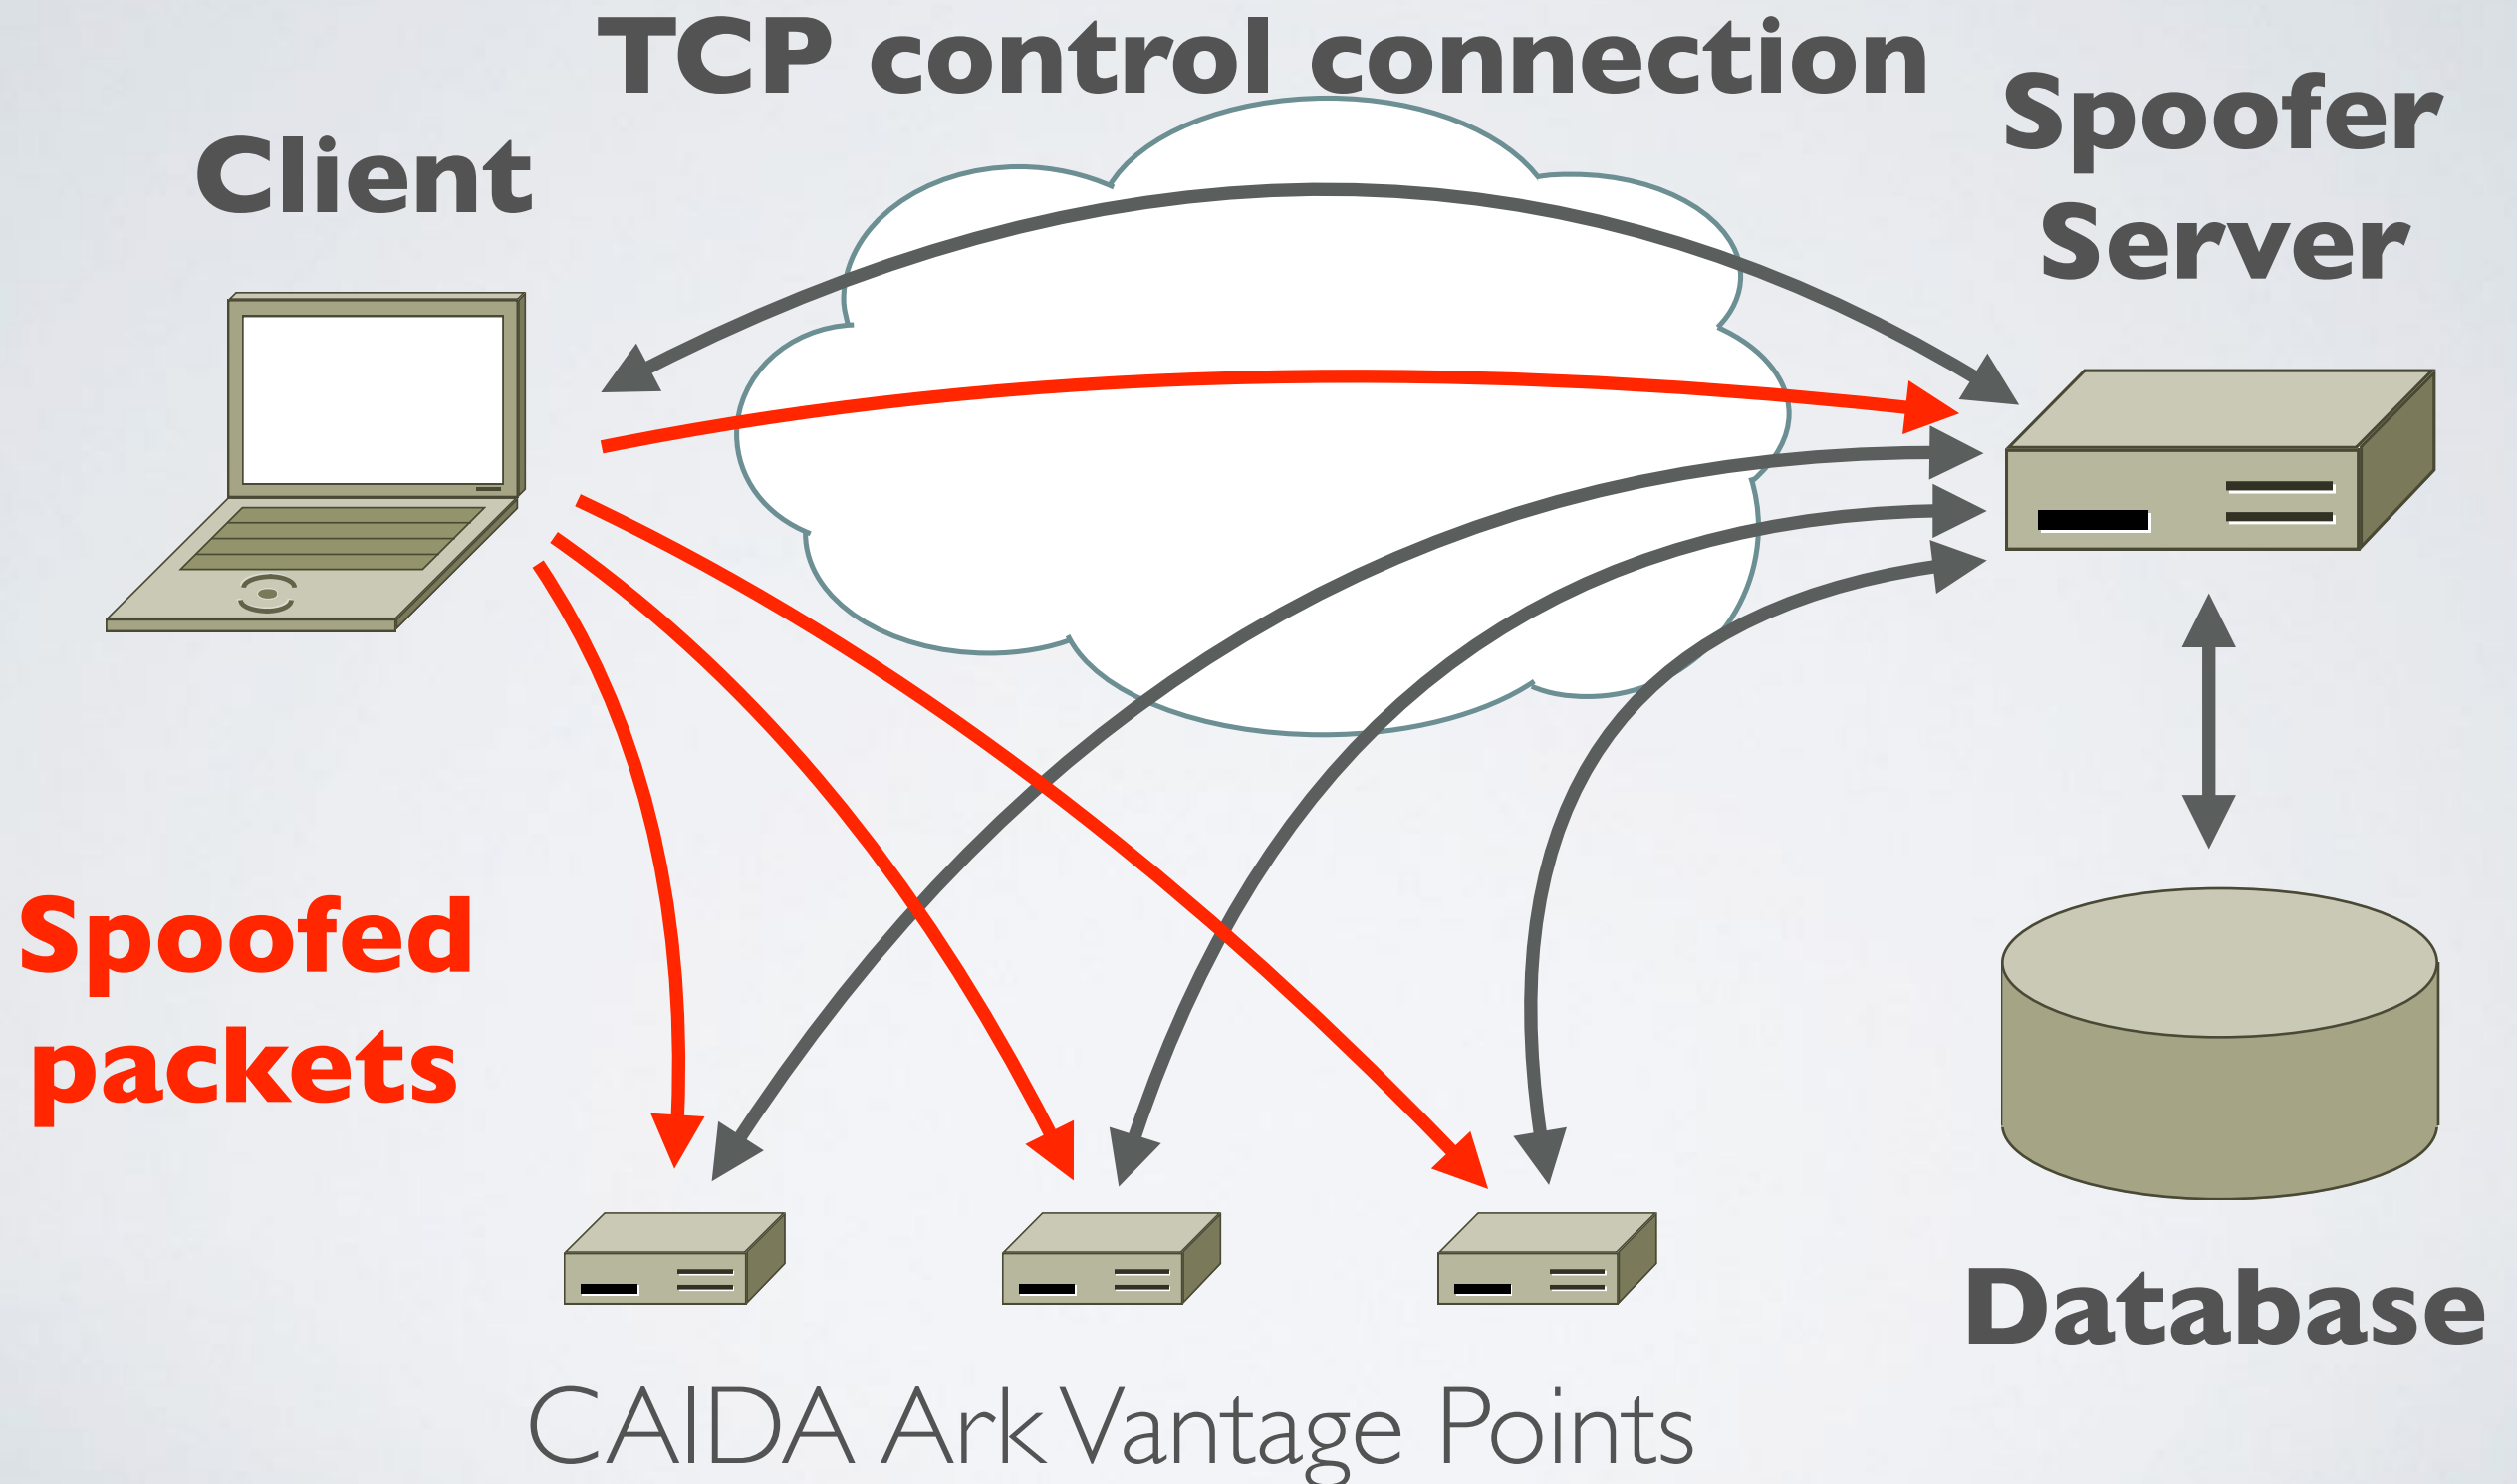 TCP control connection
Client
Spoofer
Server
Spoofed
packets
Database
CAIDA Ark Vantage Points